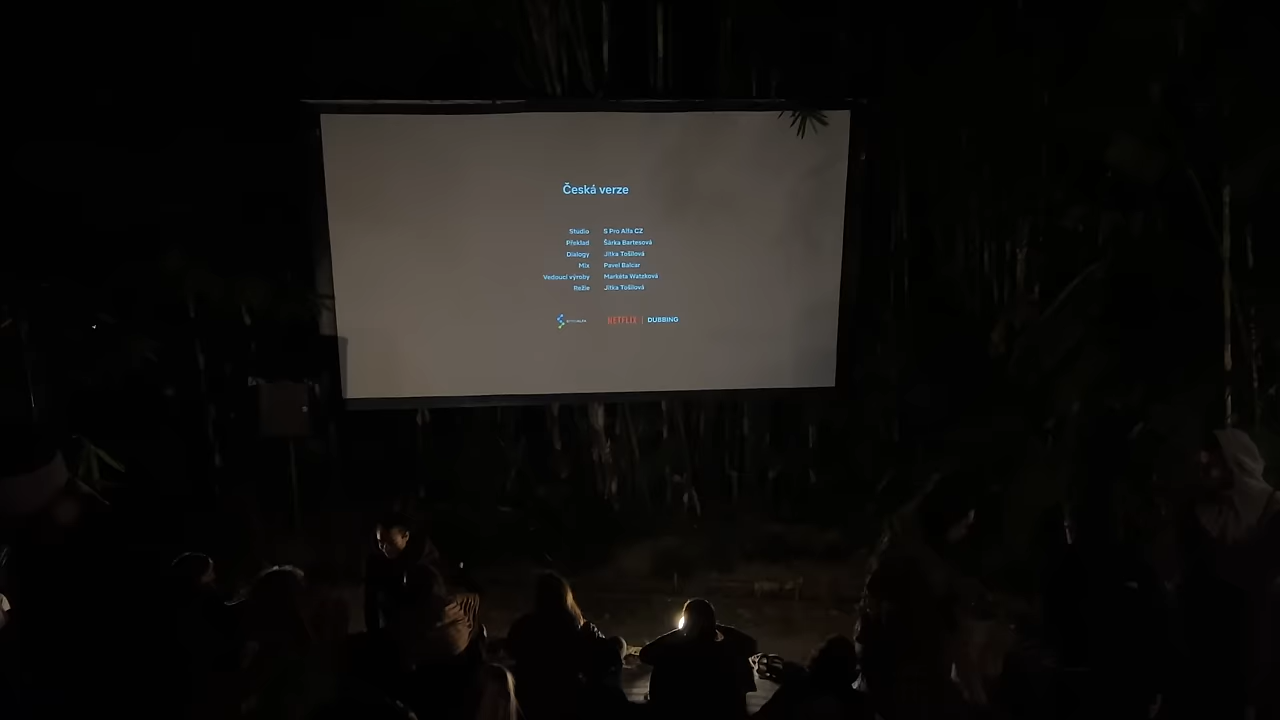 Česká verze
Studio S Pro Alfa CZ
Překlad Šárka Bartesová
Dialogy Jitka Tošilová
Mix Pavel Balcar
Vedoucí výroby Markéta Watzková
Režie Jitka Tošilová
NETFLIX | DUBBING